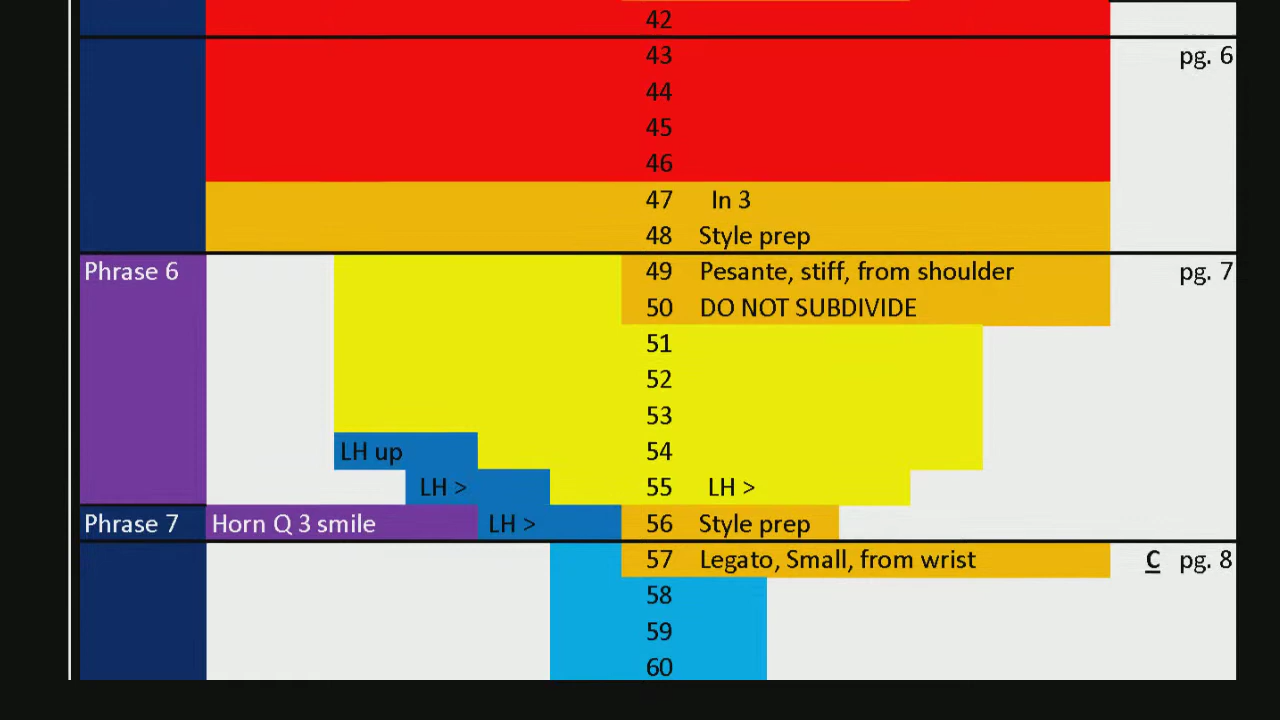 42
43 pg. 6
44
45
46
47 In 3
48 Style prep
Phrase 6 49 Pesante, stiff, from shoulder pg. 7
50 DO NOT SUBDIVIDE
51
52
53
LH up 54
LH > 55 LH >
Phrase 7 Horn Q 3 smile LH > 56 Style prep
57 Legato, Small, from wrist C pg. 8
58
59
60